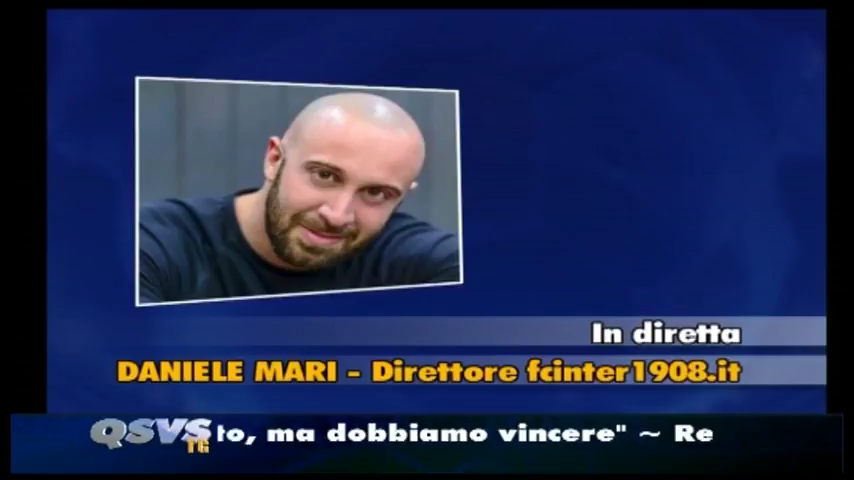 In diretta
DANIELE MARI - Direttore fcinter1908.it
QSVS to, ma dobbiamo vincere" ~ Re
TG